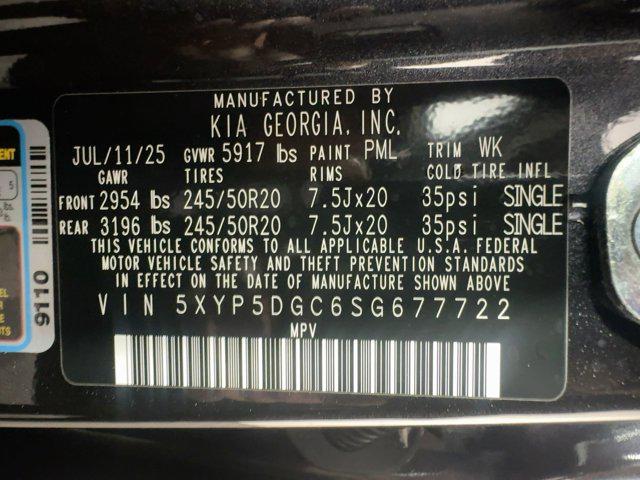 MANUFACTURED BY
KIA GEORGIA, INC.
JUL/11/25 GVWR 5917 lbs PAINT PML TRIM WK
GAWR TIRES RIMS COLD TIRE INFL
FRONT 2954 lbs 245/50R20 7.5Jx20 35psi SINGLE
REAR 3196 lbs 245/50R20 7.5Jx20 35psi SINGLE
THIS VEHICLE CONFORMS TO ALL APPLICABLE U.S.A. FEDERAL
MOTOR VEHICLE SAFETY AND THEFT PREVENTION STANDARDS
IN EFFECT ON THE DATE OF MANUFACTURE SHOWN ABOVE
VIN 5XYP5DGC6SG677722
MPV
9110
5